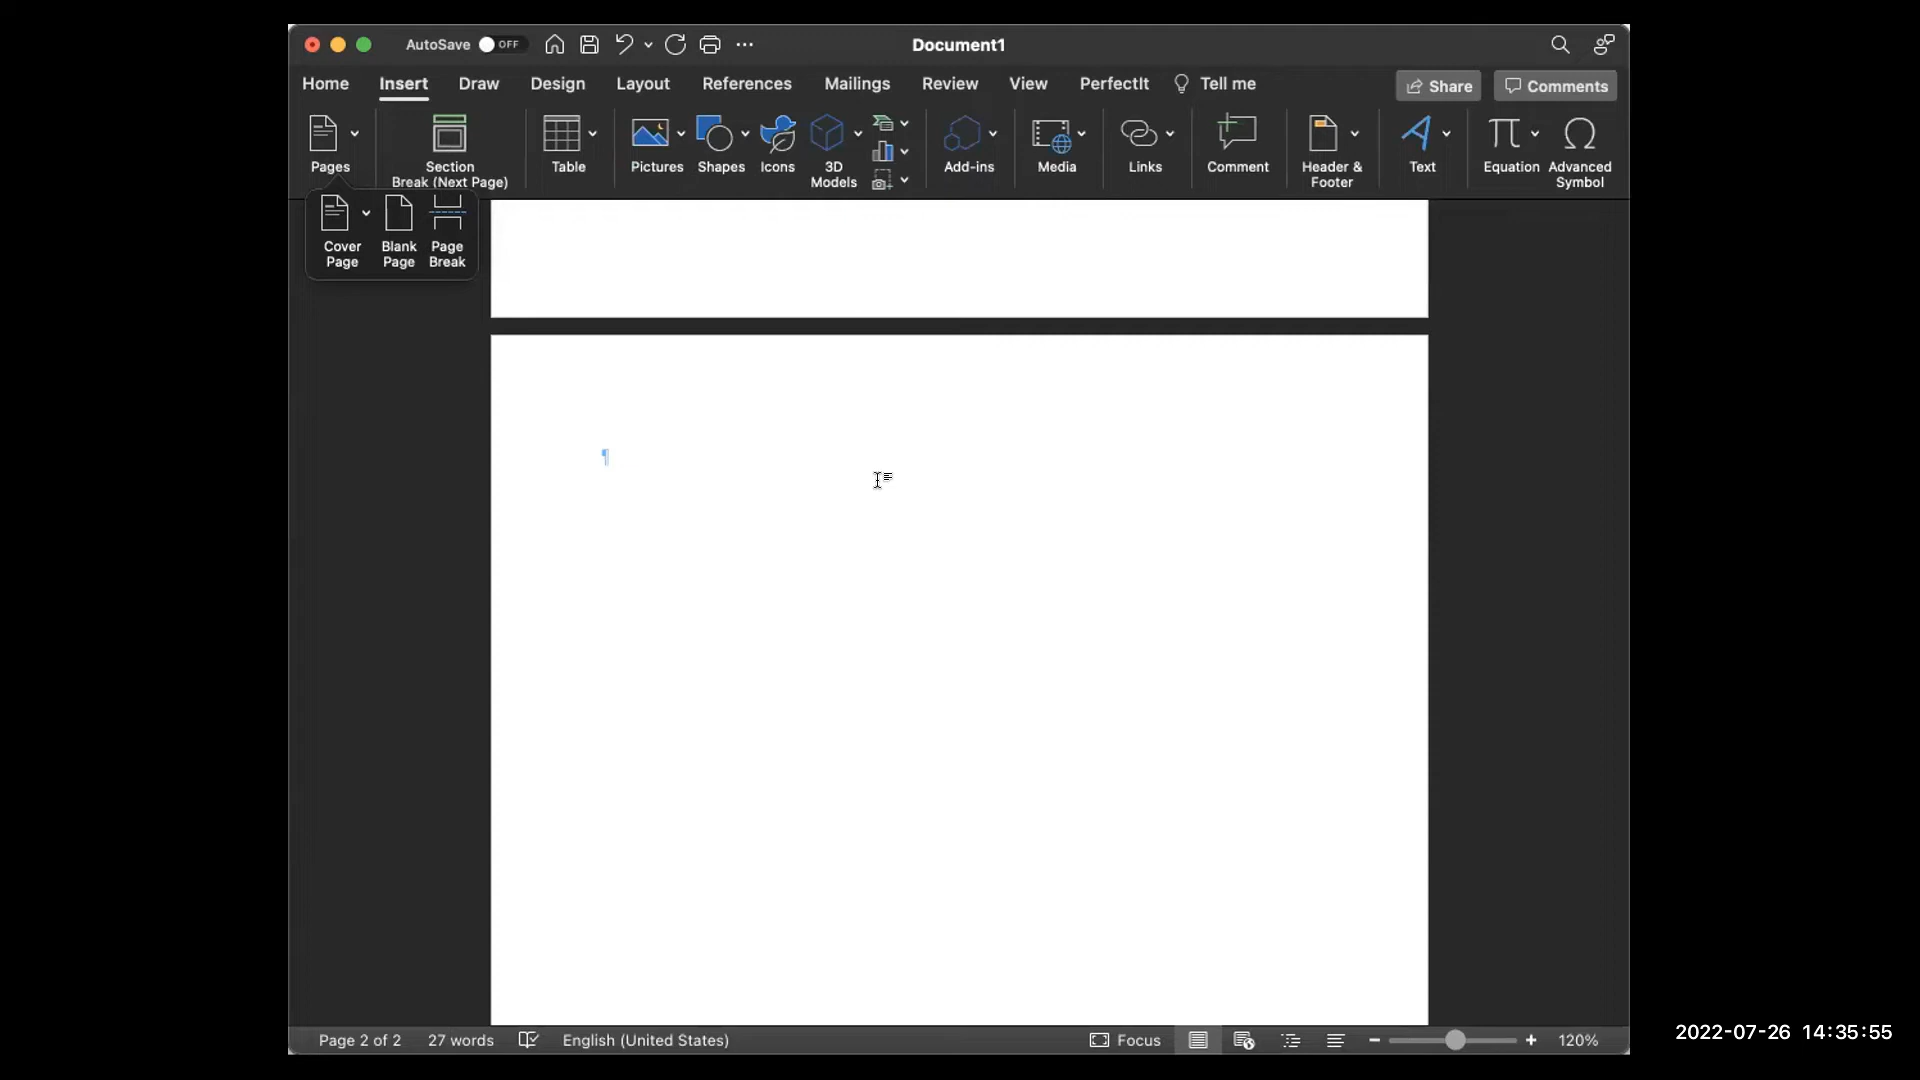 AutoSave OFF Document1
Home Insert Draw Design Layout References Mailings Review View PerfectIt Tell me Share Comments
Pages
Section
Break (Next Page)
Table
Pictures
Shapes
Icons
3D
Models
Add-ins
Media
Links
Comment
Header &
Footer
Text
Equation
Advanced
Symbol
Cover
Page
Blank
Page
Page
Break
¶
Page 2 of 2 27 words English (United States) Focus 120%
2022-07-26 14:35:55